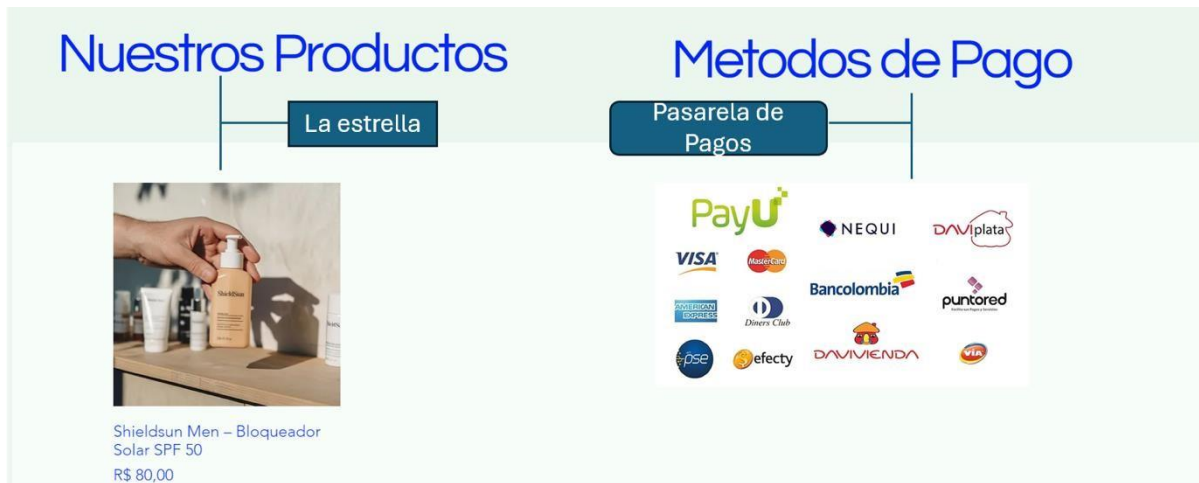 Nuestros Productos
La estrella
ShieldSun
Shieldsun Men – Bloqueador
Solar SPF 50
R$ 80,00
Metodos de Pago
Pasarela de
Pagos
PayU
NEQUI
DAVIplata
VISA
MasterCard
Bancolombia
puntored
AMERICAN
EXPRESS
Diners Club
pse
efecty
DAVIVIENDA
VIA